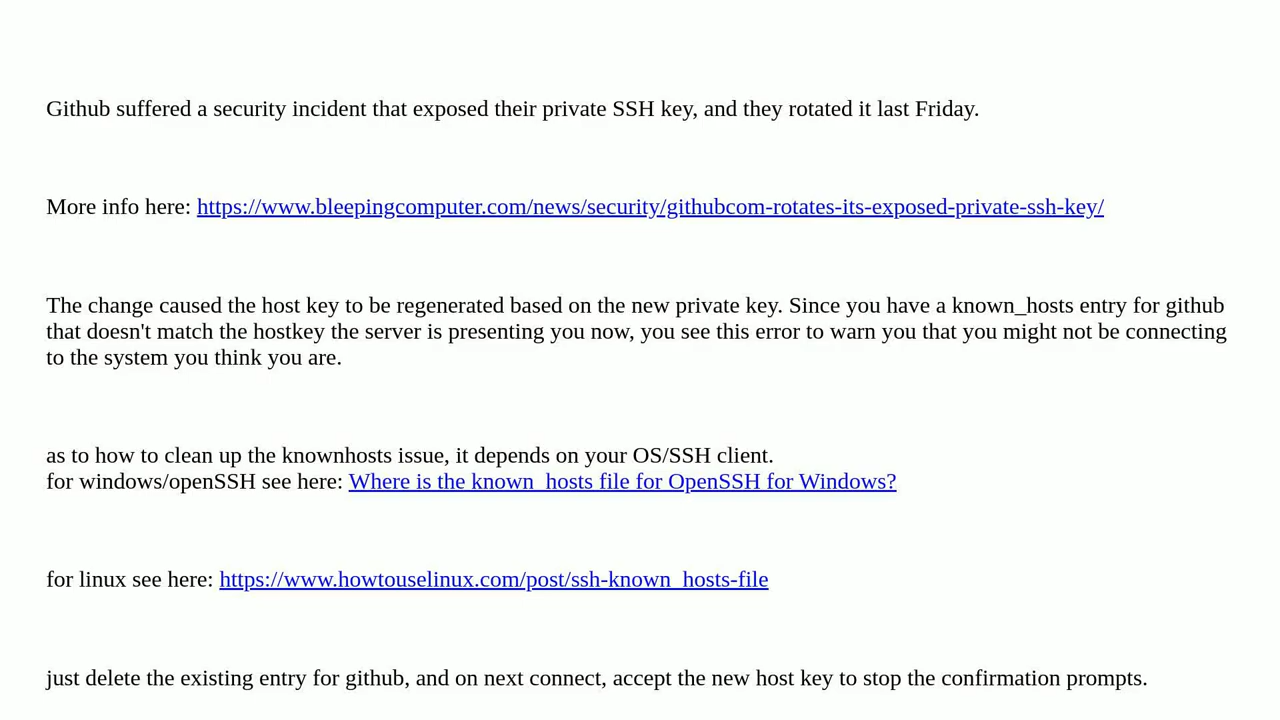 Github suffered a security incident that exposed their private SSH key, and they rotated it last Friday.
More info here: https://www.bleepingcomputer.com/news/security/githubcom-rotates-its-exposed-private-ssh-key/
The change caused the host key to be regenerated based on the new private key. Since you have a known_hosts entry for github
that doesn't match the hostkey the server is presenting you now, you see this error to warn you that you might not be connecting
to the system you think you are.
as to how to clean up the knownhosts issue, it depends on your OS/SSH client.
for windows/openSSH see here: Where is the known_hosts file for OpenSSH for Windows?
for linux see here: https://www.howtouselinux.com/post/ssh-known_hosts-file
just delete the existing entry for github, and on next connect, accept the new host key to stop the confirmation prompts.